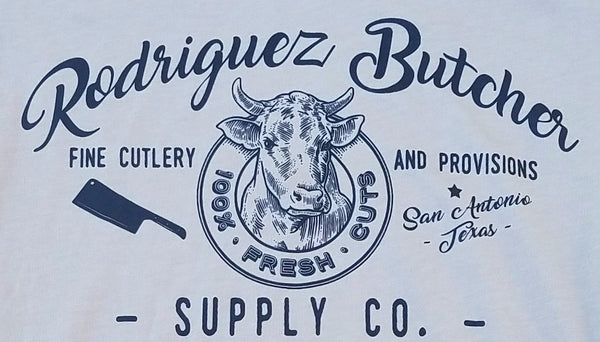 Rodriguez Butcher
FINE CUTLERY
AND PROVISIONS
100% · FRESH · CUTS
San Antonio
- Texas -
- SUPPLY CO. -